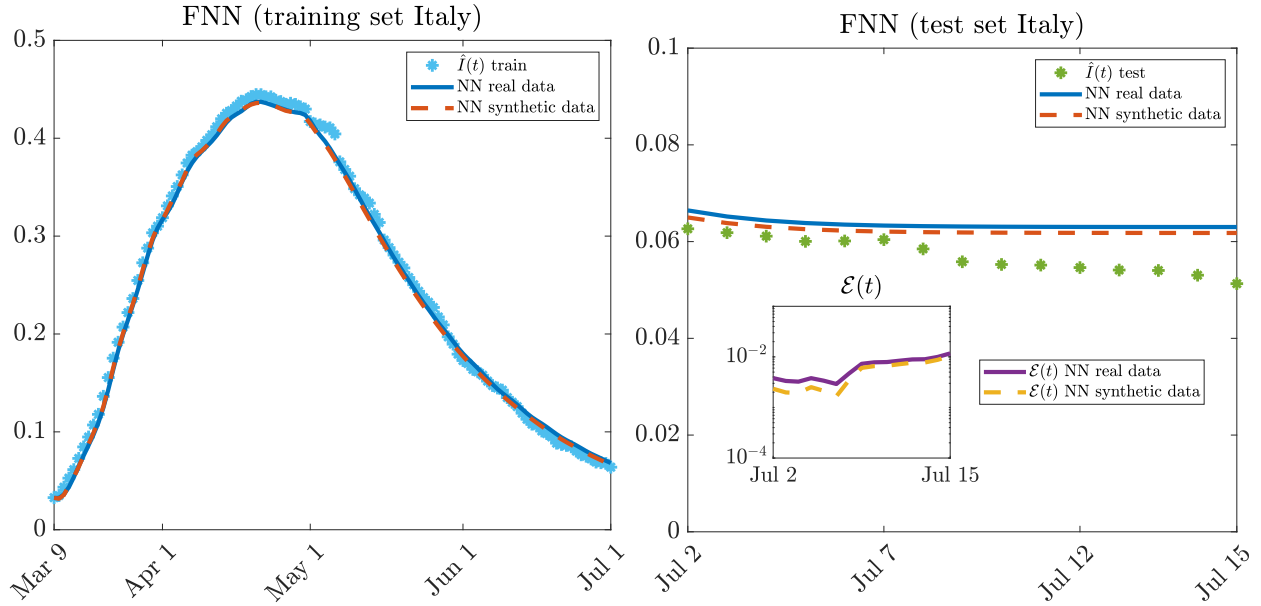 FNN (training set Italy)
0.5
0.4
0.3
0.2
0.1
0
Mar 9
Apr 1
May 1
Jun 1
Jul 1
Î(t) train
NN real data
NN synthetic data
FNN (test set Italy)
0.1
0.08
0.06
0.04
0.02
0
Jul 2
Jul 7
Jul 12
Jul 15
Î(t) test
NN real data
NN synthetic data
ℰ(t)
10⁻²
10⁻⁴
Jul 2
Jul 15
ℰ(t) NN real data
ℰ(t) NN synthetic data